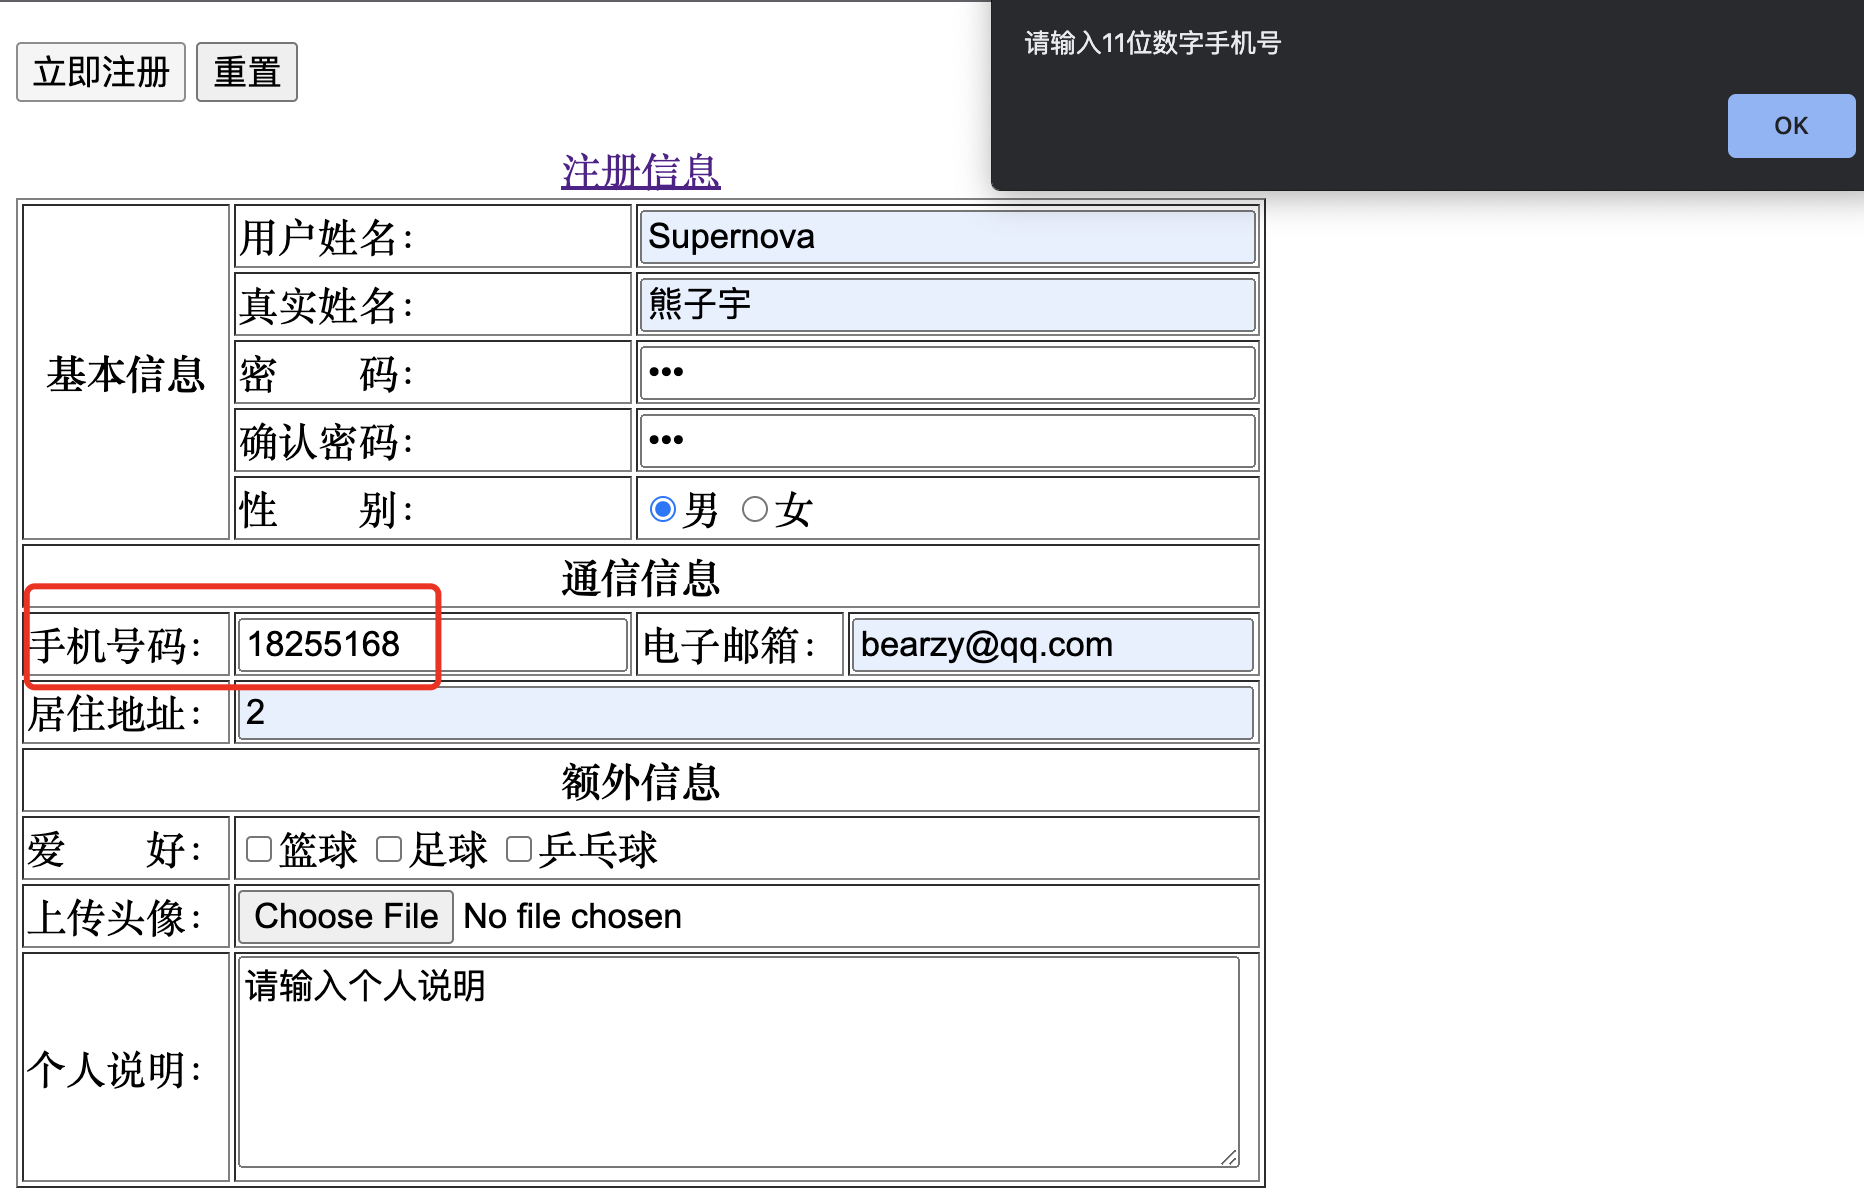 请输入11位数字手机号
OK
立即注册 重置
注册信息
基本信息
用户姓名： Supernova
真实姓名： 熊子宇
密　　码： •••
确认密码： •••
性　　别： 男 女
通信信息
手机号码： 18255168 电子邮箱： bearzy@qq.com
居住地址： 2
额外信息
爱　　好： 篮球 足球 乒乓球
上传头像： Choose File No file chosen
个人说明： 请输入个人说明